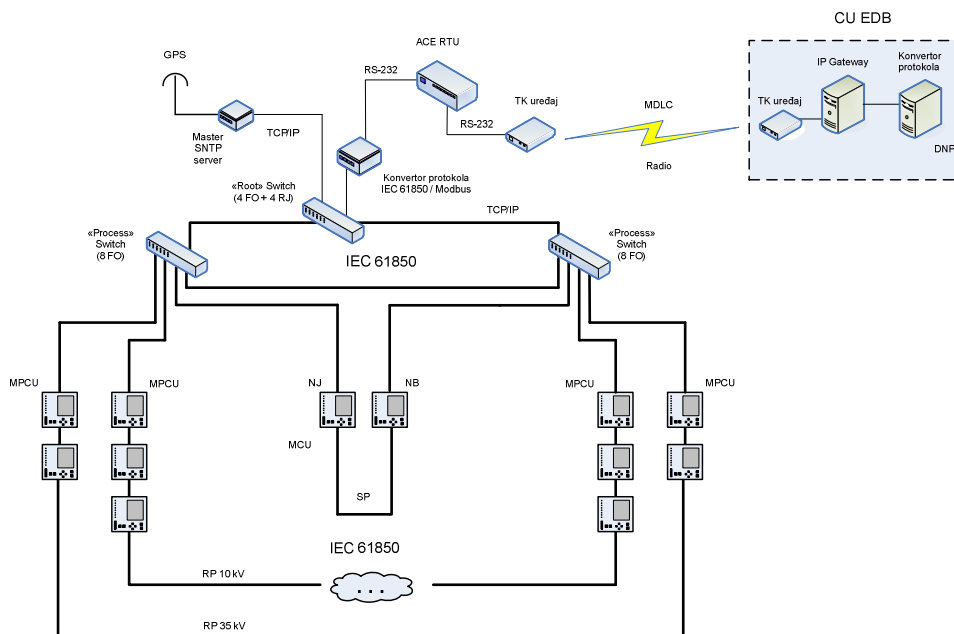 CU EDB
ACE RTU
GPS
IP Gateway
Konvertor
protokola
RS-232
TK uređaj
TK uređaj
MDLC
RS-232
TCP/IP
Master
SNTP
server
DNP
Radio
Konvertor protokola
IEC 61850 / Modbus
«Root» Switch
(4 FO + 4 RJ)
TCP/IP
«Process»
Switch
(8 FO)
«Process»
Switch
(8 FO)
IEC 61850
MPCU
MPCU
NJ
NB
MPCU
MPCU
MCU
SP
IEC 61850
RP 10 kV
. . .
RP 35 kV